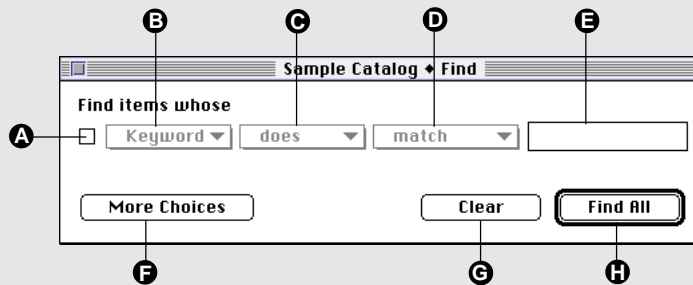 B C D E
Sample Catalog ♦ Find
Find items whose
A Keyword does match
More Choices Clear Find All
F G H